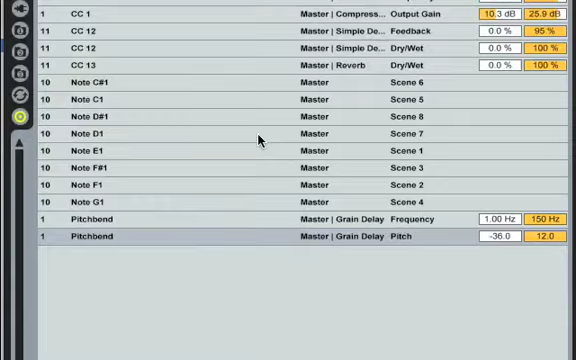 1 CC 1 Master | Compress... Output Gain 10.3 dB 25.9 dB
11 CC 12 Master | Simple De... Feedback 0.0 % 95 %
11 CC 12 Master | Simple De... Dry/Wet 0.0 % 100 %
11 CC 13 Master | Reverb Dry/Wet 0.0 % 100 %
10 Note C#1 Master Scene 6
10 Note C1 Master Scene 5
10 Note D#1 Master Scene 8
10 Note D1 Master Scene 7
10 Note E1 Master Scene 1
10 Note F#1 Master Scene 3
10 Note F1 Master Scene 2
10 Note G1 Master Scene 4
1 Pitchbend Master | Grain Delay Frequency 1.00 Hz 150 Hz
1 Pitchbend Master | Grain Delay Pitch -36.0 12.0